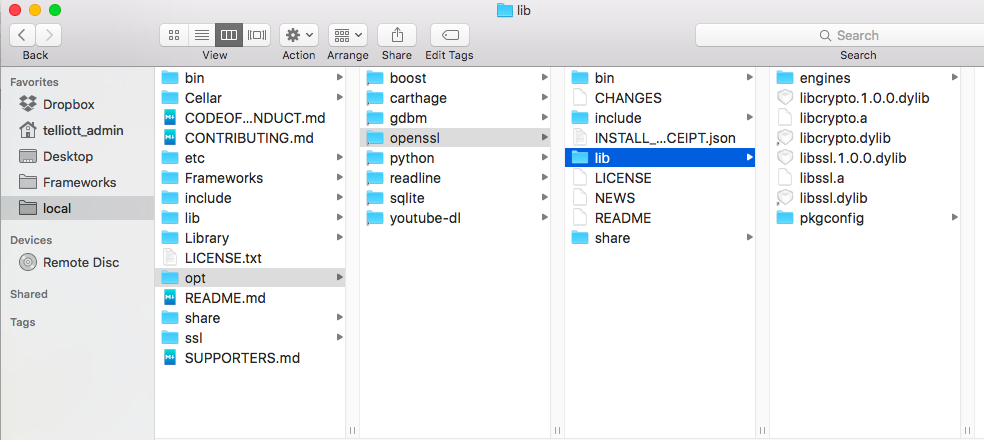 lib
Back
View
Action
Arrange
Share
Edit Tags
Search
Search
Favorites
Dropbox
telliott_admin
Desktop
Frameworks
local
Devices
Remote Disc
Shared
Tags
bin
Cellar
CODEOF...NDUCT.md
CONTRIBUTING.md
etc
Frameworks
include
lib
Library
LICENSE.txt
opt
README.md
share
ssl
SUPPORTERS.md
boost
carthage
gdbm
openssl
python
readline
sqlite
youtube-dl
bin
CHANGES
include
INSTALL_...CEIPT.json
lib
LICENSE
NEWS
README
share
engines
libcrypto.1.0.0.dylib
libcrypto.a
libcrypto.dylib
libssl.1.0.0.dylib
libssl.a
libssl.dylib
pkgconfig